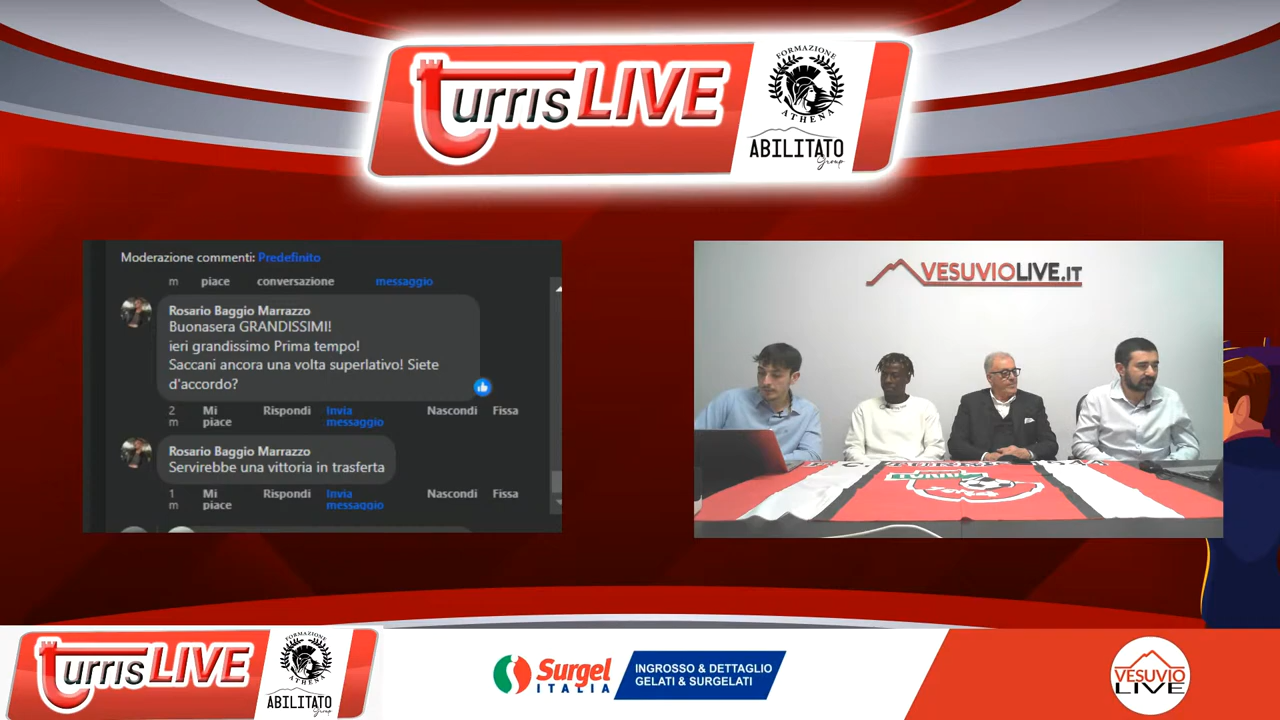 turrisLIVE
FORMAZIONE
ATHENA
ABILITATO
Group
Moderazione commenti: Predefinito
m piace conversazione messaggio
Rosario Baggio Marrazzo
Buonasera GRANDISSIMI!
ieri grandissimo Prima tempo!
Saccani ancora una volta superlativo! Siete
d'accordo?
2 Mi Rispondi Invia Nascondi Fissa
m piace messaggio
Rosario Baggio Marrazzo
Servirebbe una vittoria in trasferta
1 Mi Rispondi Invia Nascondi Fissa
m piace messaggio
VESUVIOLIVE.IT
turrisLIVE
FORMAZIONE
ATHENA
ABILITATO
Group
Surgel
ITALIA
INGROSSO & DETTAGLIO
GELATI & SURGELATI
VESUVIO
LIVE